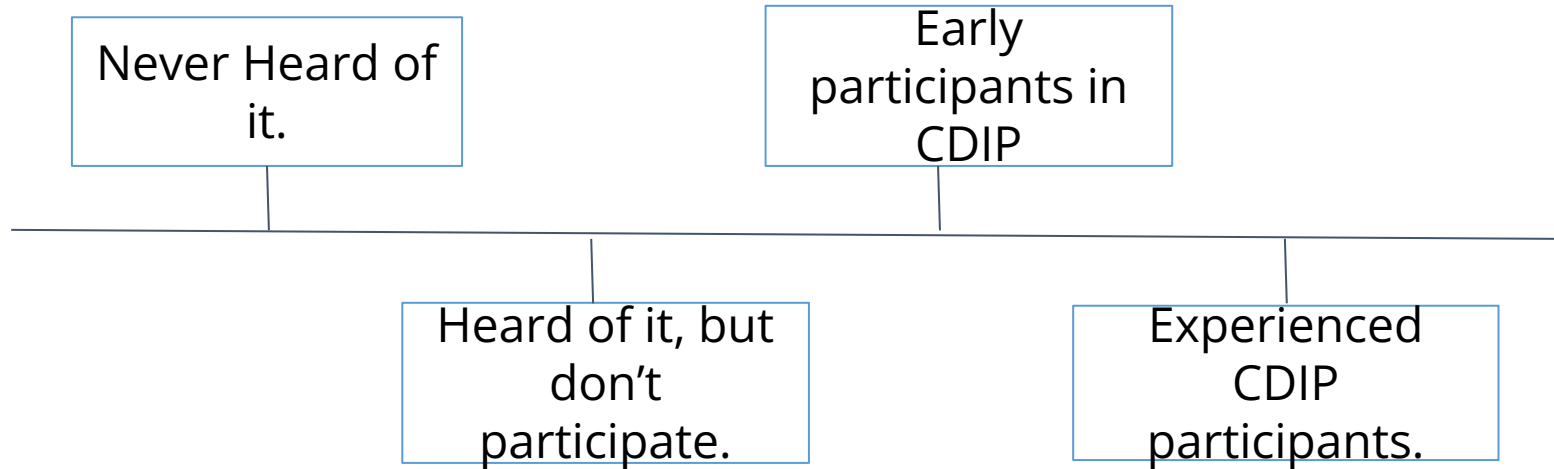 Never Heard of
it.
Early
participants in
CDIP
Heard of it, but
don’t
participate.
Experienced
CDIP
participants.